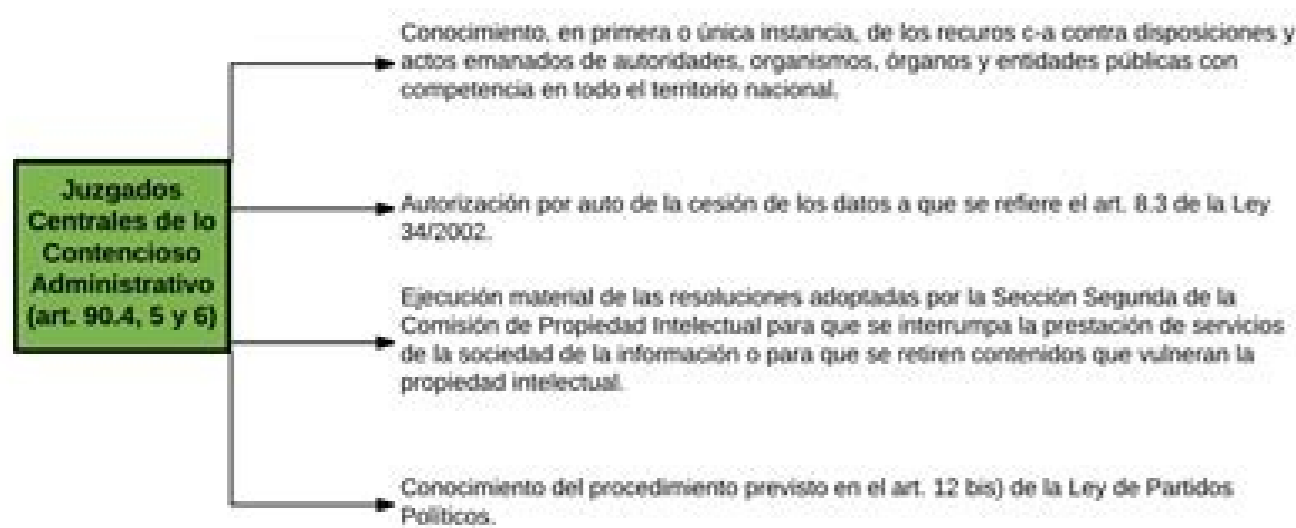 Juzgados
Centrales de lo
Contencioso
Administrativo
(art. 90.4, 5 y 6)
Conocimiento, en primera o única instancia, de los recuros c-a contra disposiciones y
actos emanados de autoridades, organismos, órganos y entidades públicas con
competencia en todo el territorio nacional.
Autorización por auto de la cesión de los datos a que se refiere el art. 8.3 de la Ley
34/2002.
Ejecución material de las resoluciones adoptadas por la Sección Segunda de la
Comisión de Propiedad Intelectual para que se interrumpa la prestación de servicios
de la sociedad de la información o para que se retiren contenidos que vulneran la
propiedad intelectual.
Conocimiento del procedimiento previsto en el art. 12 bis) de la Ley de Partidos
Políticos.